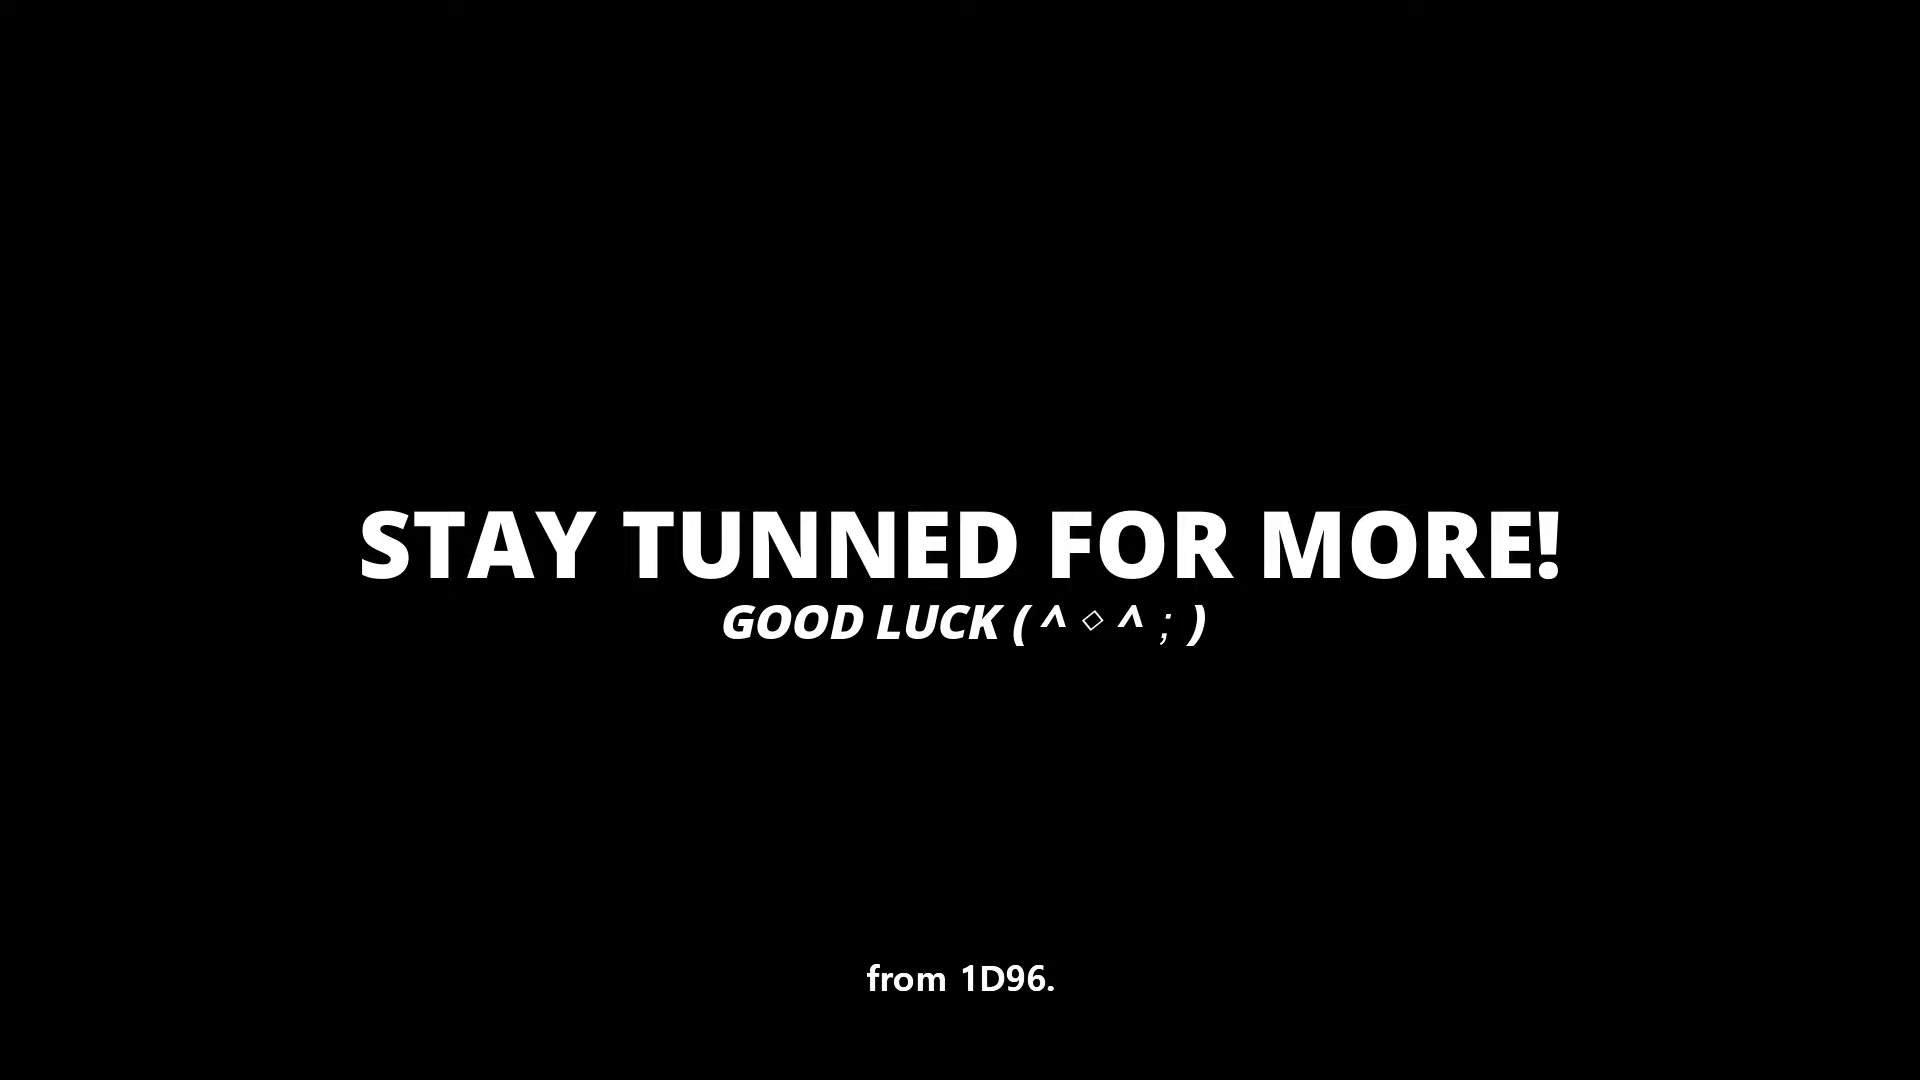 STAY TUNNED FOR MORE!
GOOD LUCK ( ^ ◇ ^ ; )
from 1D96.